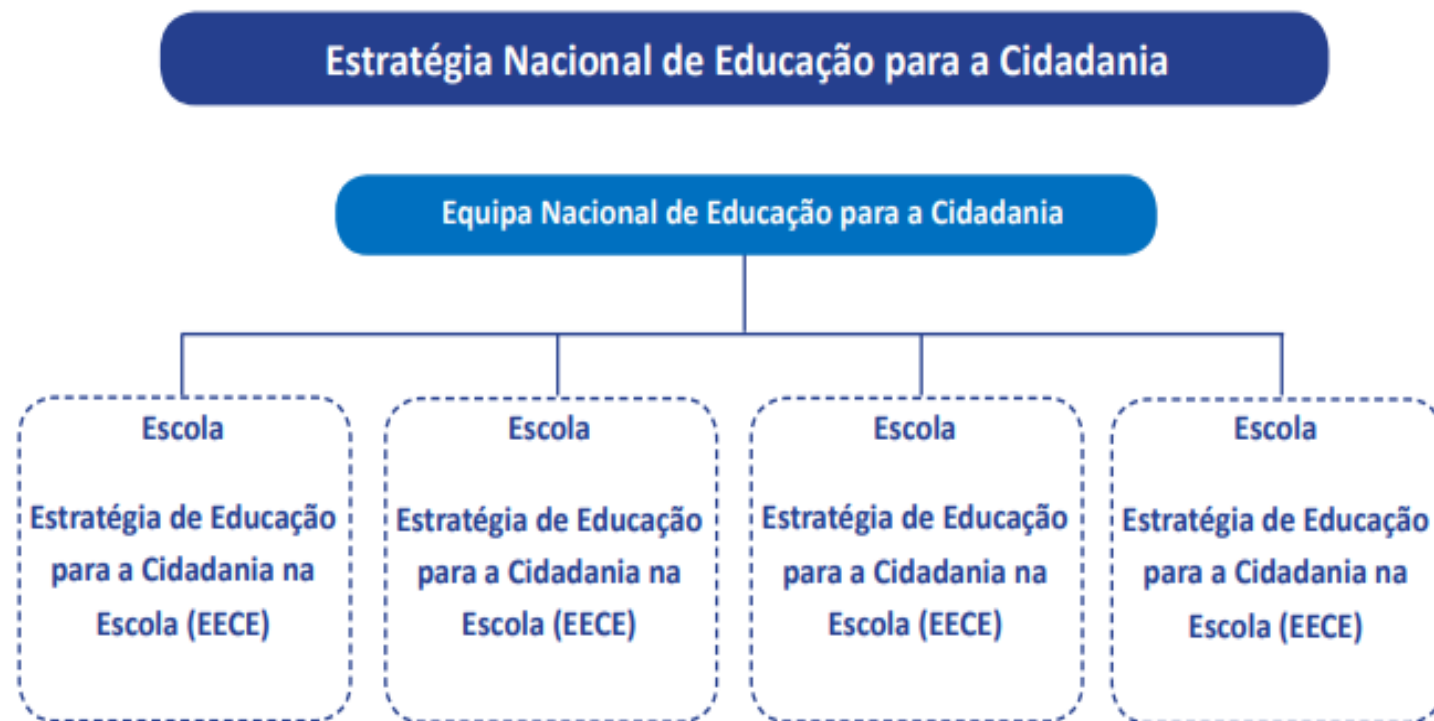 Estratégia Nacional de Educação para a Cidadania
Equipa Nacional de Educação para a Cidadania
Escola
Estratégia de Educação
para a Cidadania na
Escola (EECE)
Escola
Estratégia de Educação
para a Cidadania na
Escola (EECE)
Escola
Estratégia de Educação
para a Cidadania na
Escola (EECE)
Escola
Estratégia de Educação
para a Cidadania na
Escola (EECE)